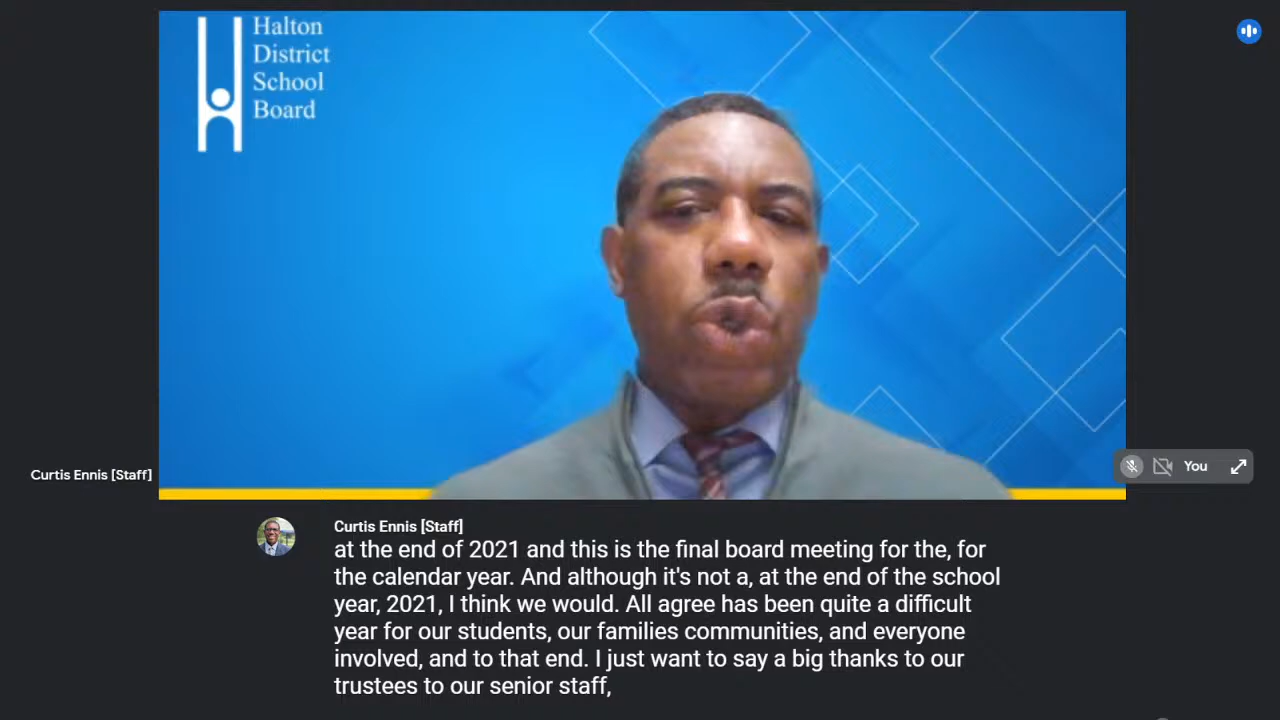 Halton
District
School
Board
Curtis Ennis [Staff]
You
Curtis Ennis [Staff]
at the end of 2021 and this is the final board meeting for the, for
the calendar year. And although it's not a, at the end of the school
year, 2021, I think we would. All agree has been quite a difficult
year for our students, our families communities, and everyone
involved, and to that end. I just want to say a big thanks to our
trustees to our senior staff,